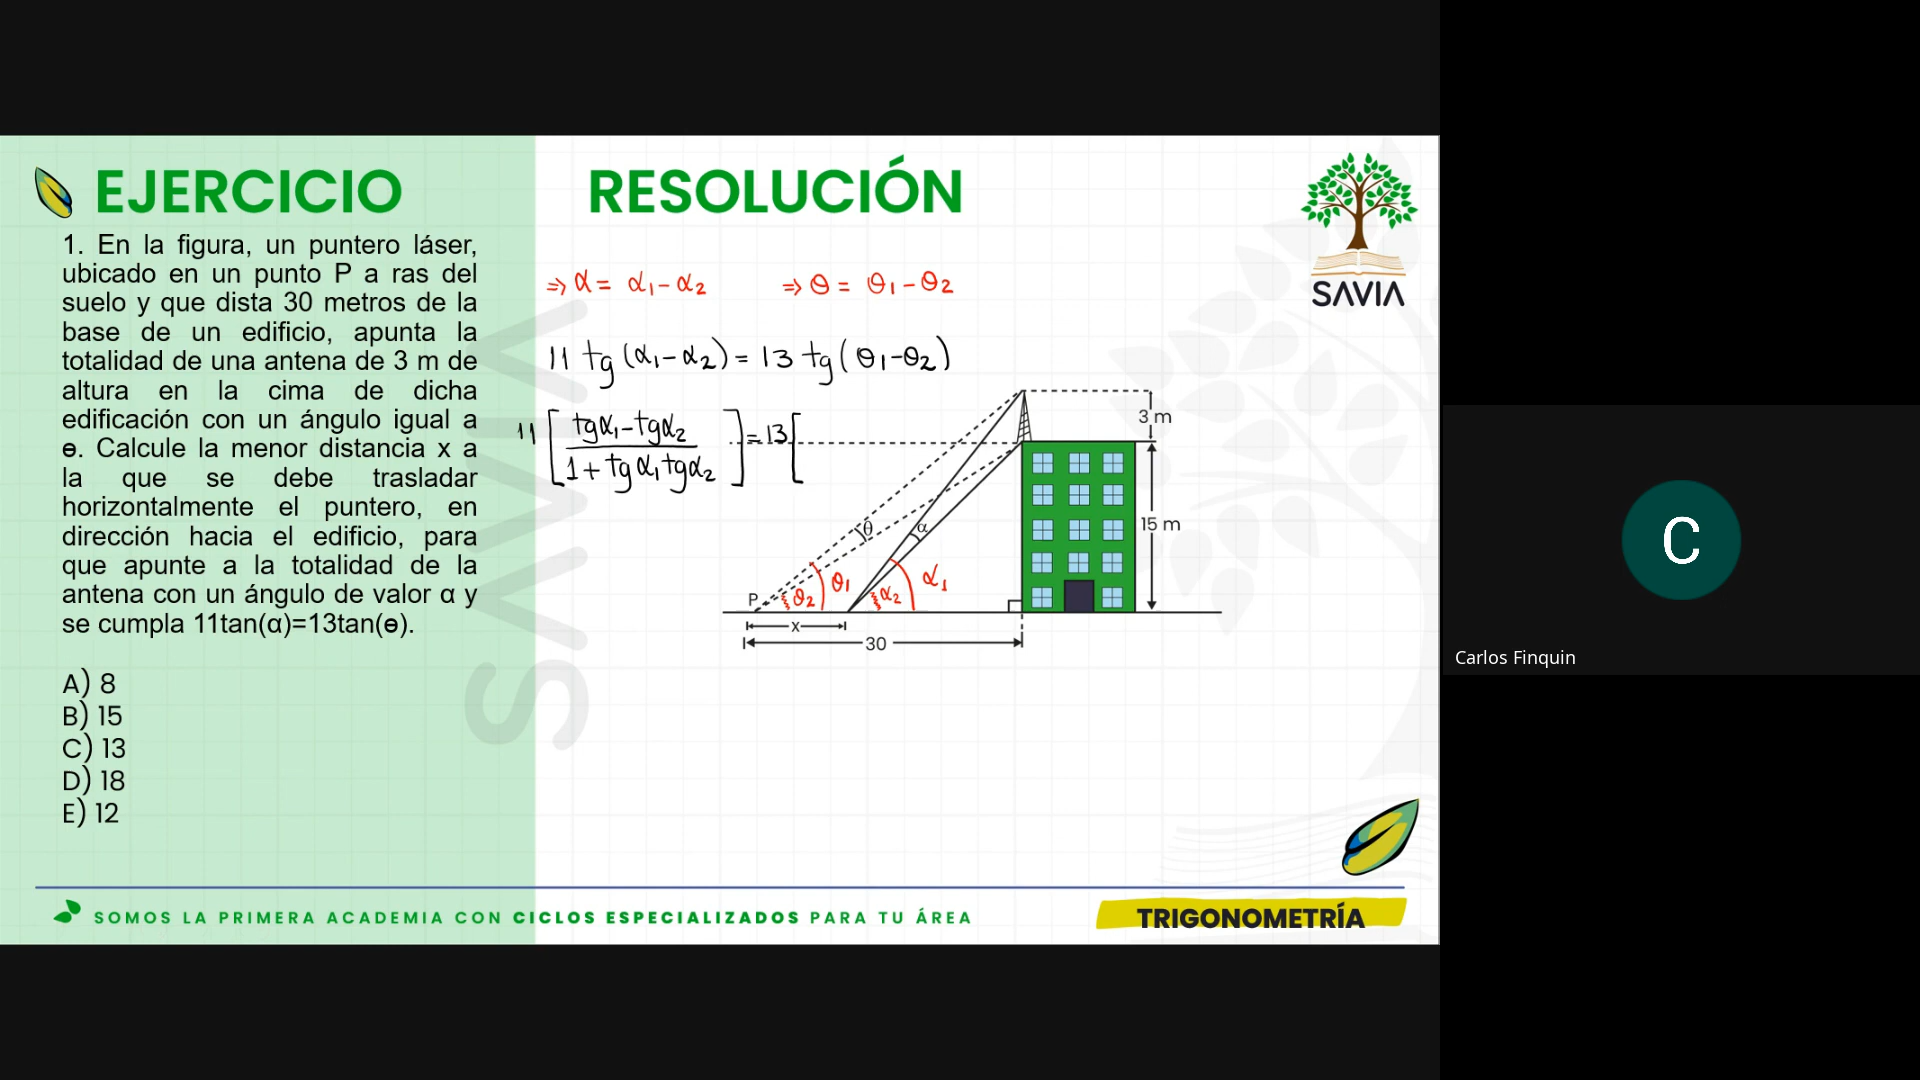 EJERCICIO
1. En la figura, un puntero láser,
ubicado en un punto P a ras del
suelo y que dista 30 metros de la
base de un edificio, apunta la
totalidad de una antena de 3 m de
altura en la cima de dicha
edificación con un ángulo igual a
ɵ. Calcule la menor distancia x a
la que se debe trasladar
horizontalmente el puntero, en
dirección hacia el edificio, para
que apunte a la totalidad de la
antena con un ángulo de valor α y
se cumpla 11tan(α)=13tan(ɵ).
A) 8
B) 15
C) 13
D) 18
E) 12
RESOLUCIÓN
⇒ α = α₁-α₂ ⇒ θ = θ₁-θ₂
11 tg (α₁-α₂) = 13 tg (θ₁-θ₂)
11 [ (tgα₁-tgα₂) / (1 + tgα₁tgα₂) ] = 13 [
3 m
15 m
θ
α
P
θ₂
θ₁
α₂
α₁
x
30
SAVIA
SAVIA
SOMOS LA PRIMERA ACADEMIA CON CICLOS ESPECIALIZADOS PARA TU ÁREA
TRIGONOMETRÍA
C
Carlos Finquin